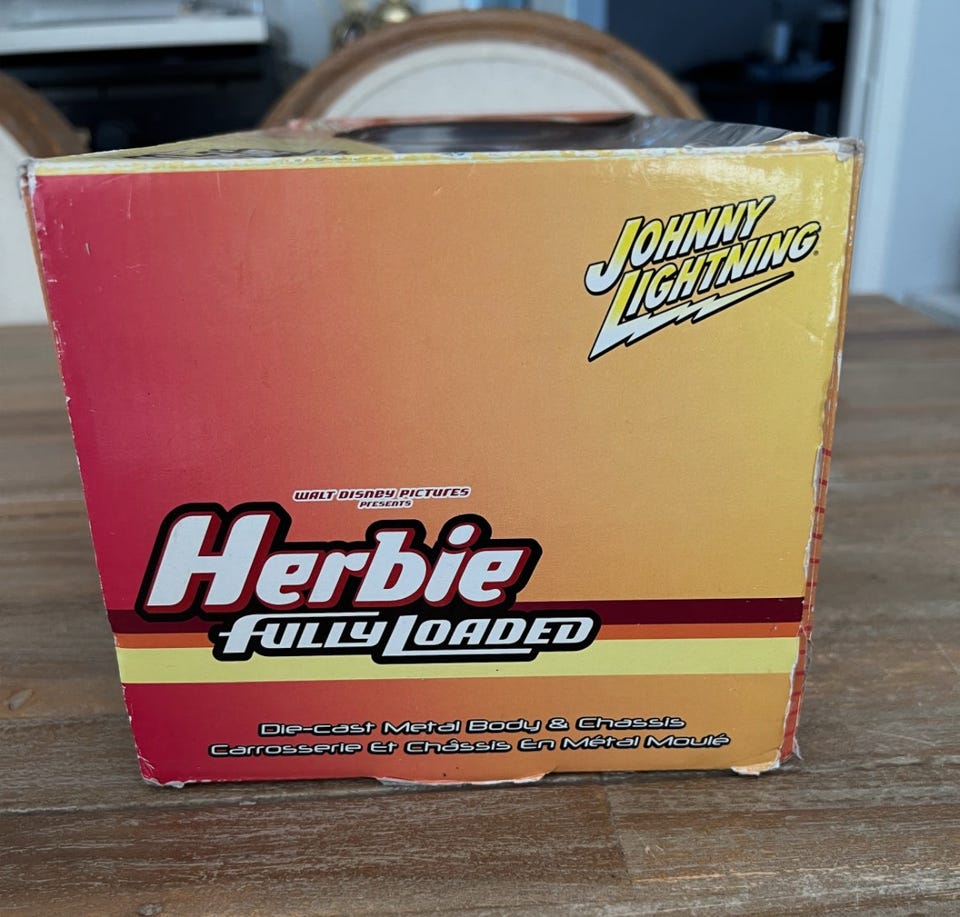 JOHNNY
LIGHTNING
WALT DISNEY PICTURES
PRESENTS
Herbie
FULLY LOADED
Die-cast Metal Body & Chassis
Carrosserie Et Châssis En Métal Moulé